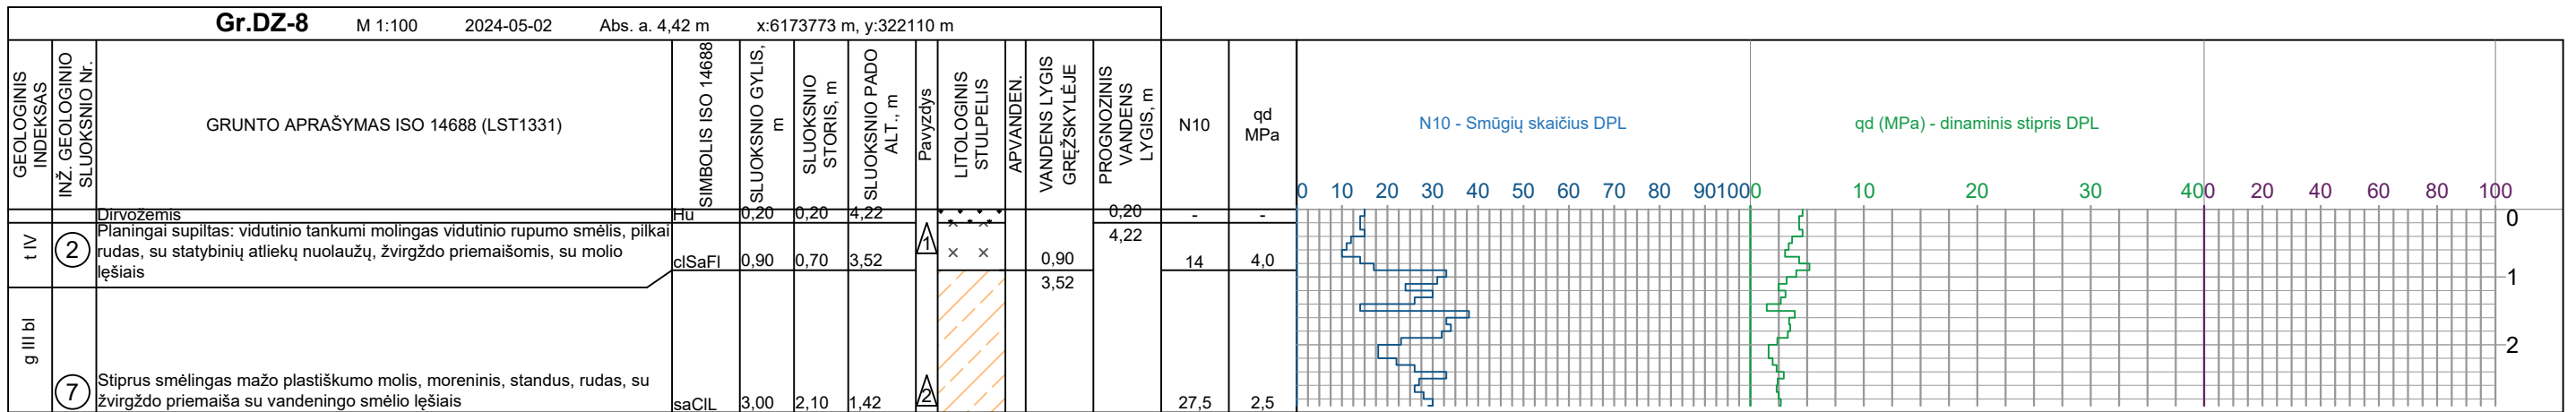 Gr.DZ-8 M 1:100 2024-05-02 Abs. a. 4,42 m x:6173773 m, y:322110 m
GEOLOGINIS
INDEKSAS
INŽ. GEOLOGINIO
SLUOKSNIO Nr.
GRUNTO APRAŠYMAS ISO 14688 (LST1331)
SIMBOLIS ISO 14688
SLUOKSNIO GYLIS,
m
SLUOKSNIO
STORIS, m
SLUOKSNIO PADO
ALT., m
Pavyzdys
LITOLOGINIS
STULPELIS
APVANDEN.
VANDENS LYGIS
GRĘŽSKYLĖJE
PROGNOZINIS
VANDENS
LYGIS, m
N10
qd
MPa
N10 - Smūgių skaičius DPL
qd (MPa) - dinaminis stipris DPL
0 10 20 30 40 50 60 70 80 90 100
0 10 20 30 40
0 20 40 60 80 100
Dirvožemis Hu 0,20 0,20 4,22 0,20 - - 0
4,22
t IV 2
Planingai supiltas: vidutinio tankumi molingas vidutinio rupumo smėlis, pilkai
rudas, su statybinių atliekų nuolaužų, žvirgždo priemaišomis, su molio
lęšiais
clSaFl 0,90 0,70 3,52 1 0,90 14 4,0
3,52
1
2
g III bl 7
Stiprus smėlingas mažo plastiškumo molis, moreninis, standus, rudas, su
žvirgždo priemaiša su vandeningo smėlio lęšiais
saClL 3,00 2,10 1,42 2 27,5 2,5